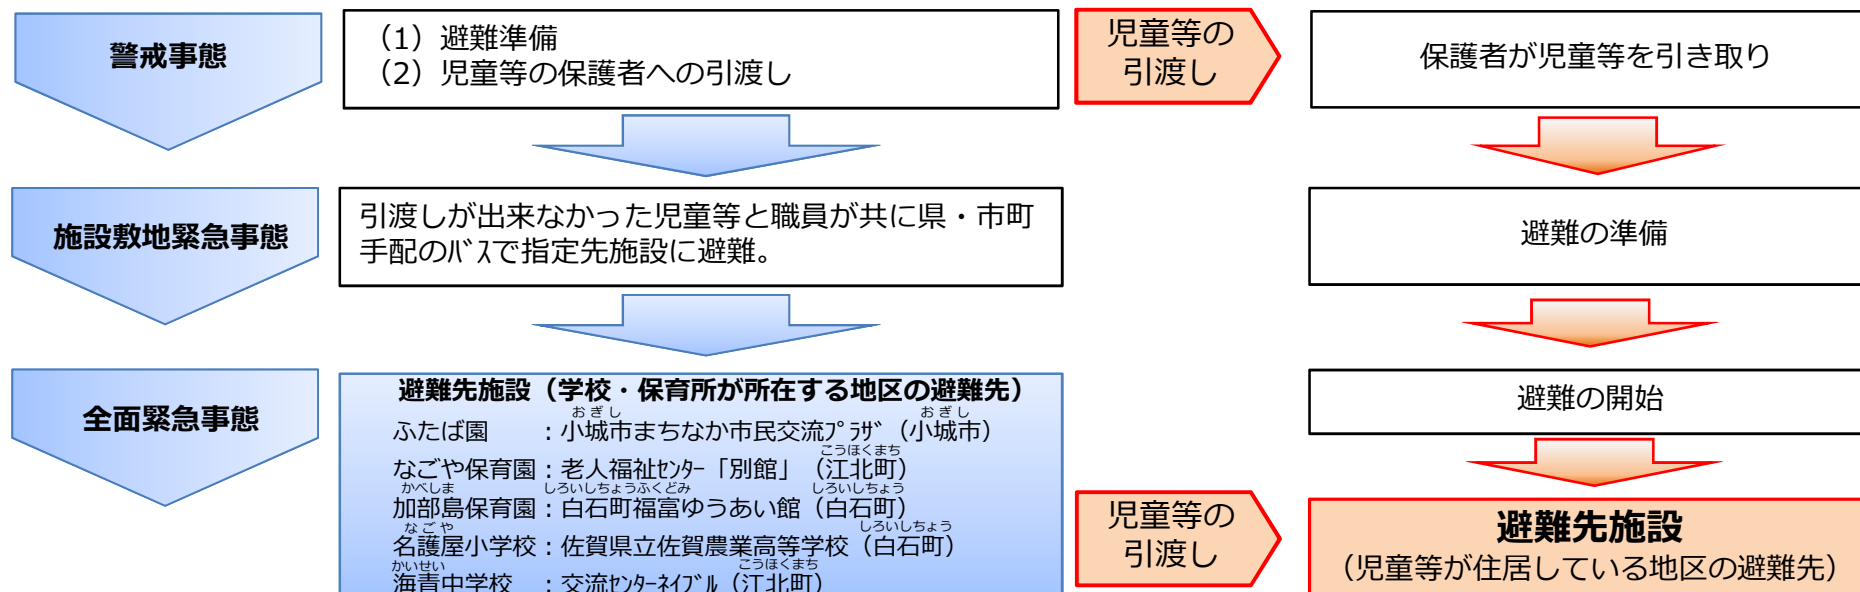 警戒事態
(1)避難準備
(2)児童等の保護者への引渡し
児童等の
引渡し
保護者が児童等を引き取り
施設敷地緊急事態
引渡しが出来なかった児童等と職員が共に県・市町
手配のﾊﾞｽで指定先施設に避難。
避難の準備
全面緊急事態
避難先施設（学校・保育所が所在する地区の避難先）
おぎし おぎし
ふたば園 ：小城市まちなか市民交流ﾌﾟﾗｻﾞ（小城市）
こうほくまち
なごや保育園：老人福祉ｾﾝﾀｰ「別館」（江北町）
かべしま しろいしちょうふくどみ しろいしちょう
加部島保育園：白石町福富ゆうあい館（白石町）
なごや しろいしちょう
名護屋小学校：佐賀県立佐賀農業高等学校（白石町）
かいせい こうほくまち
海青中学校 ：交流ｾﾝﾀｰﾈｲﾌﾞﾙ（江北町）
避難の開始
児童等の
引渡し
避難先施設
（児童等が住居している地区の避難先）